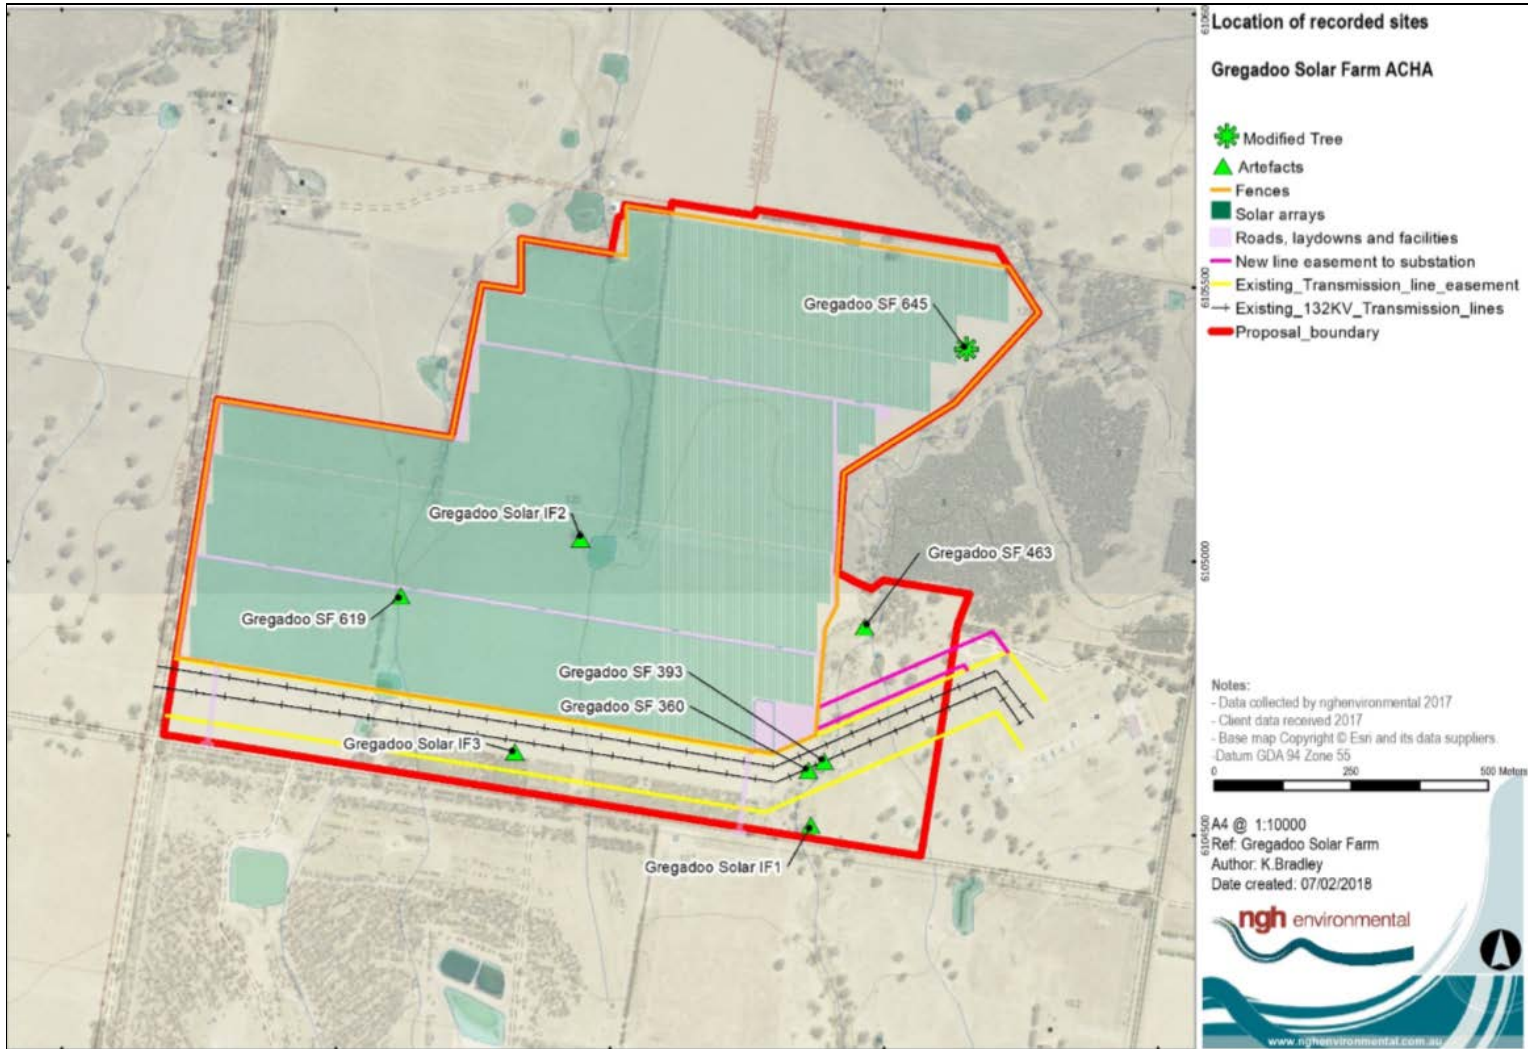 Location of recorded sites
Gregadoo Solar Farm ACHA
Modified Tree
Artefacts
Fences
Solar arrays
Roads, laydowns and facilities
New line easement to substation
Existing_Transmission_line_easement
Existing_132KV_Transmission_lines
Proposal_boundary
Gregadoo SF 645
Gregadoo Solar IF2
Gregadoo SF 463
Gregadoo SF 619
Gregadoo SF 393
Gregadoo SF 360
Gregadoo Solar IF3
Gregadoo Solar IF1
6105500
6105000
6104500
Notes:
- Data collected by nghenvironmental 2017
- Client data received 2017
- Base map Copyright © Esri and its data suppliers.
-Datum GDA 94 Zone 55
0 250 500 Meters
A4 @ 1:10000
Ref: Gregadoo Solar Farm
Author: K.Bradley
Date created: 07/02/2018
ngh environmental
www.nghenvironmental.com.au